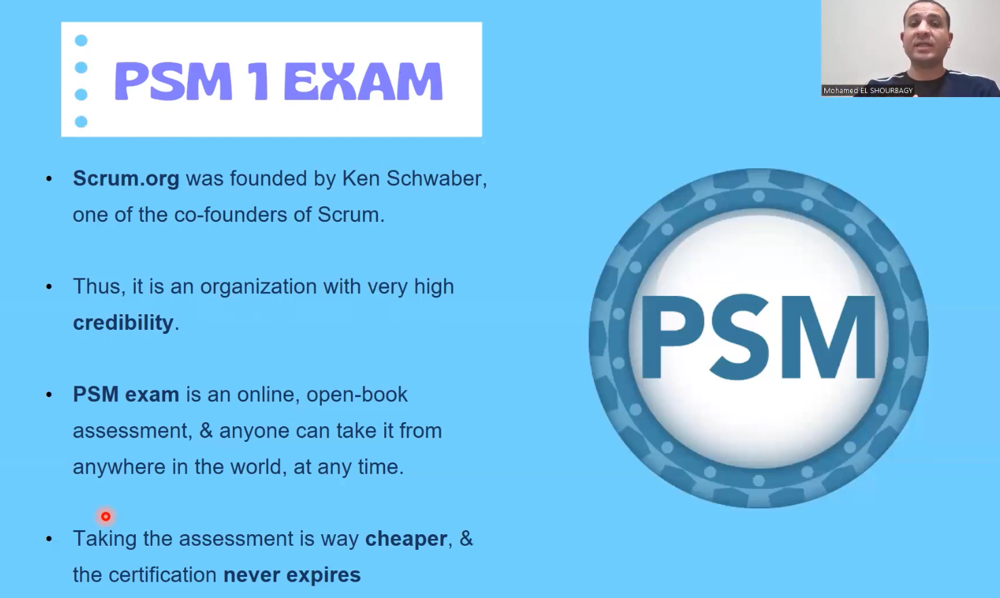 PSM 1 EXAM
Mohamed EL SHOURBAGY
• Scrum.org was founded by Ken Schwaber,
one of the co-founders of Scrum.
• Thus, it is an organization with very high
credibility.
• PSM exam is an online, open-book
assessment, & anyone can take it from
anywhere in the world, at any time.
• Taking the assessment is way cheaper, &
the certification never expires
PSM